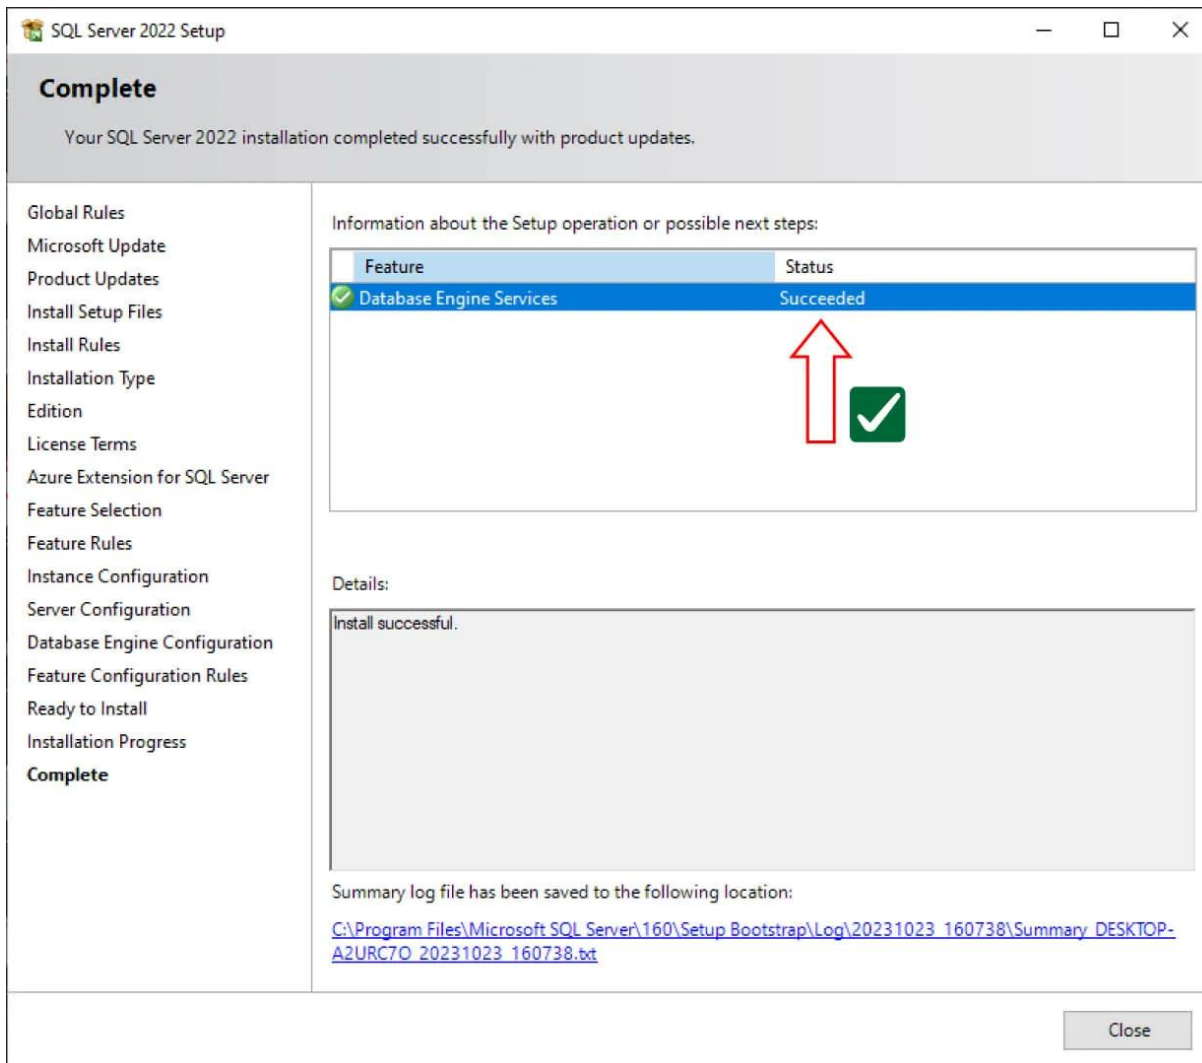 SQL Server 2022 Setup
Complete
Your SQL Server 2022 installation completed successfully with product updates.
Global Rules
Microsoft Update
Product Updates
Install Setup Files
Install Rules
Installation Type
Edition
License Terms
Azure Extension for SQL Server
Feature Selection
Feature Rules
Instance Configuration
Server Configuration
Database Engine Configuration
Feature Configuration Rules
Ready to Install
Installation Progress
Complete
Information about the Setup operation or possible next steps:
Feature Status
Database Engine Services Succeeded
Details:
Install successful.
Summary log file has been saved to the following location:
C:\Program Files\Microsoft SQL Server\160\Setup Bootstrap\Log\20231023_160738\Summary_DESKTOP-
A2URC7O_20231023_160738.txt
Close